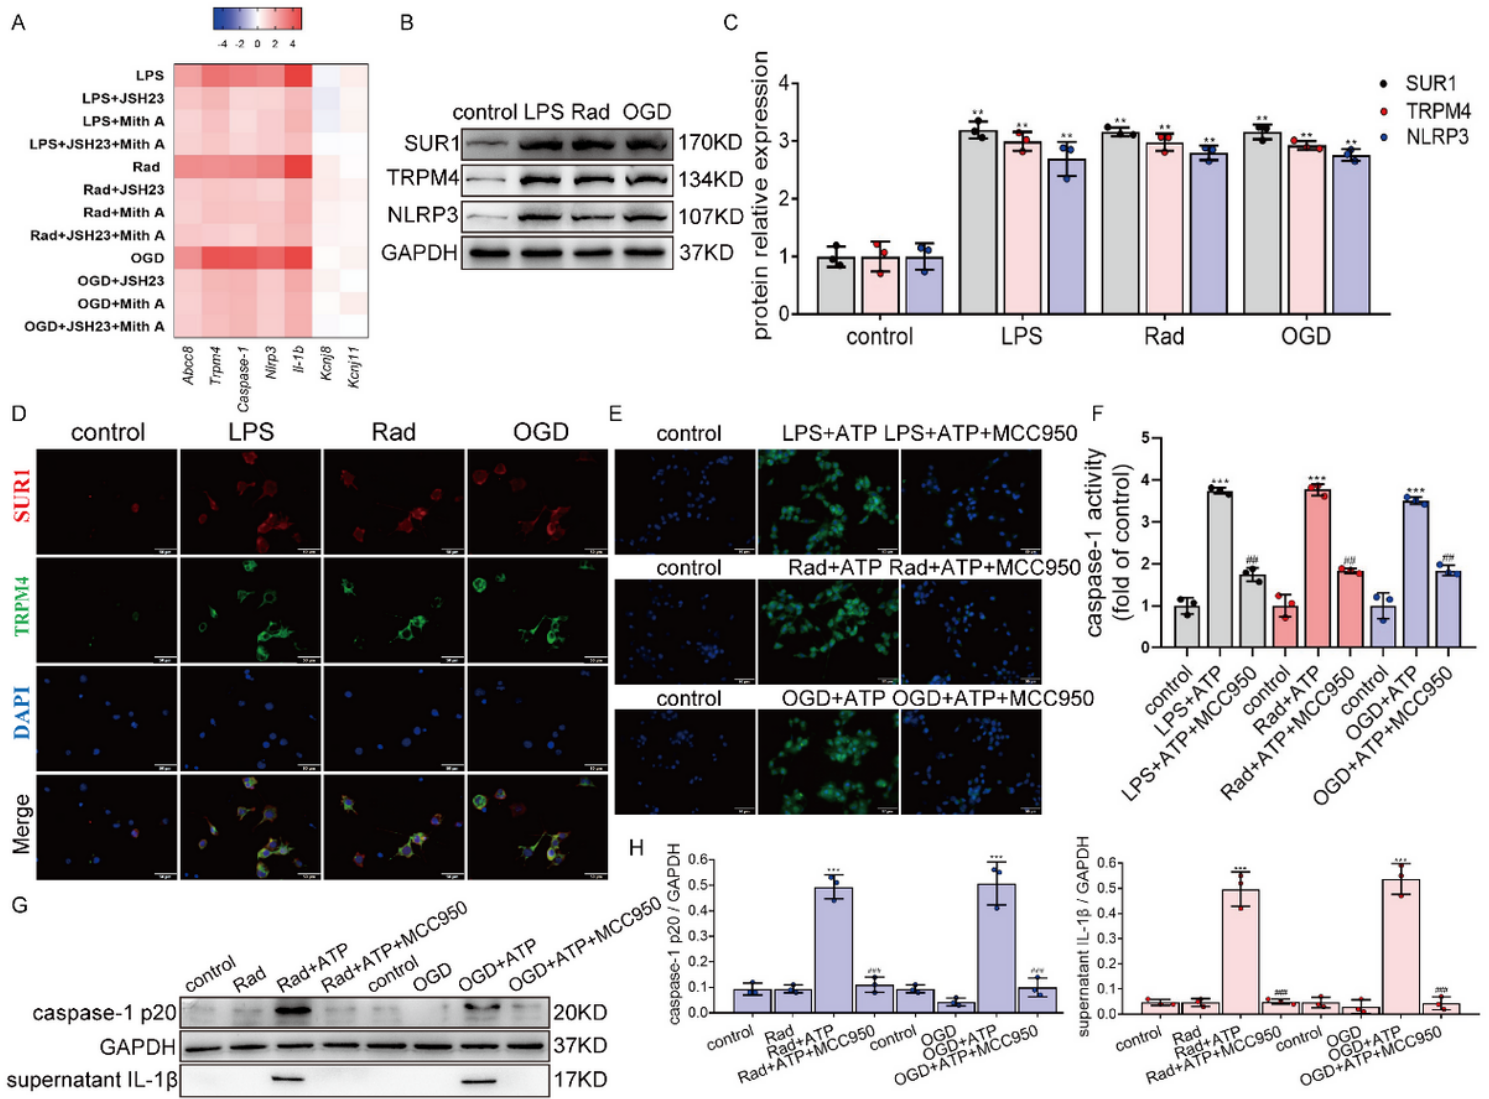 A
-4 -2 0 2 4
LPS
LPS+JSH23
LPS+Mith A
LPS+JSH23+Mith A
Rad
Rad+JSH23
Rad+Mith A
Rad+JSH23+Mith A
OGD
OGD+JSH23
OGD+Mith A
OGD+JSH23+Mith A
Abcc8 Trpm4 Caspase-1 Nlrp3 Il-1b Kcnj8 Kcnj11
B
control LPS Rad OGD
SUR1 170KD
TRPM4 134KD
NLRP3 107KD
GAPDH 37KD
C
protein relative expression
4
3
2
1
0
** ** ** ** ** ** ** ** **
control LPS Rad OGD
SUR1
TRPM4
NLRP3
D
control LPS Rad OGD
SUR1
TRPM4
DAPI
Merge
E
control LPS+ATP LPS+ATP+MCC950
control Rad+ATP Rad+ATP+MCC950
control OGD+ATP OGD+ATP+MCC950
F
caspase-1 activity
(fold of control)
5
4
3
2
1
0
*** ## *** ## *** ##
control LPS+ATP LPS+ATP+MCC950 control Rad+ATP Rad+ATP+MCC950 control OGD+ATP OGD+ATP+MCC950
G
control Rad Rad+ATP Rad+ATP+MCC950 control OGD OGD+ATP OGD+ATP+MCC950
caspase-1 p20 20KD
GAPDH 37KD
supernatant IL-1β 17KD
H
caspase-1 p20 / GAPDH
0.6
0.5
0.4
0.3
0.2
0.1
0.0
*** ### *** ###
control Rad Rad+ATP Rad+ATP+MCC950 control OGD OGD+ATP OGD+ATP+MCC950
supernatant IL-1β / GAPDH
0.6
0.5
0.4
0.3
0.2
0.1
0.0
*** ### *** ###
control Rad Rad+ATP Rad+ATP+MCC950 control OGD OGD+ATP OGD+ATP+MCC950